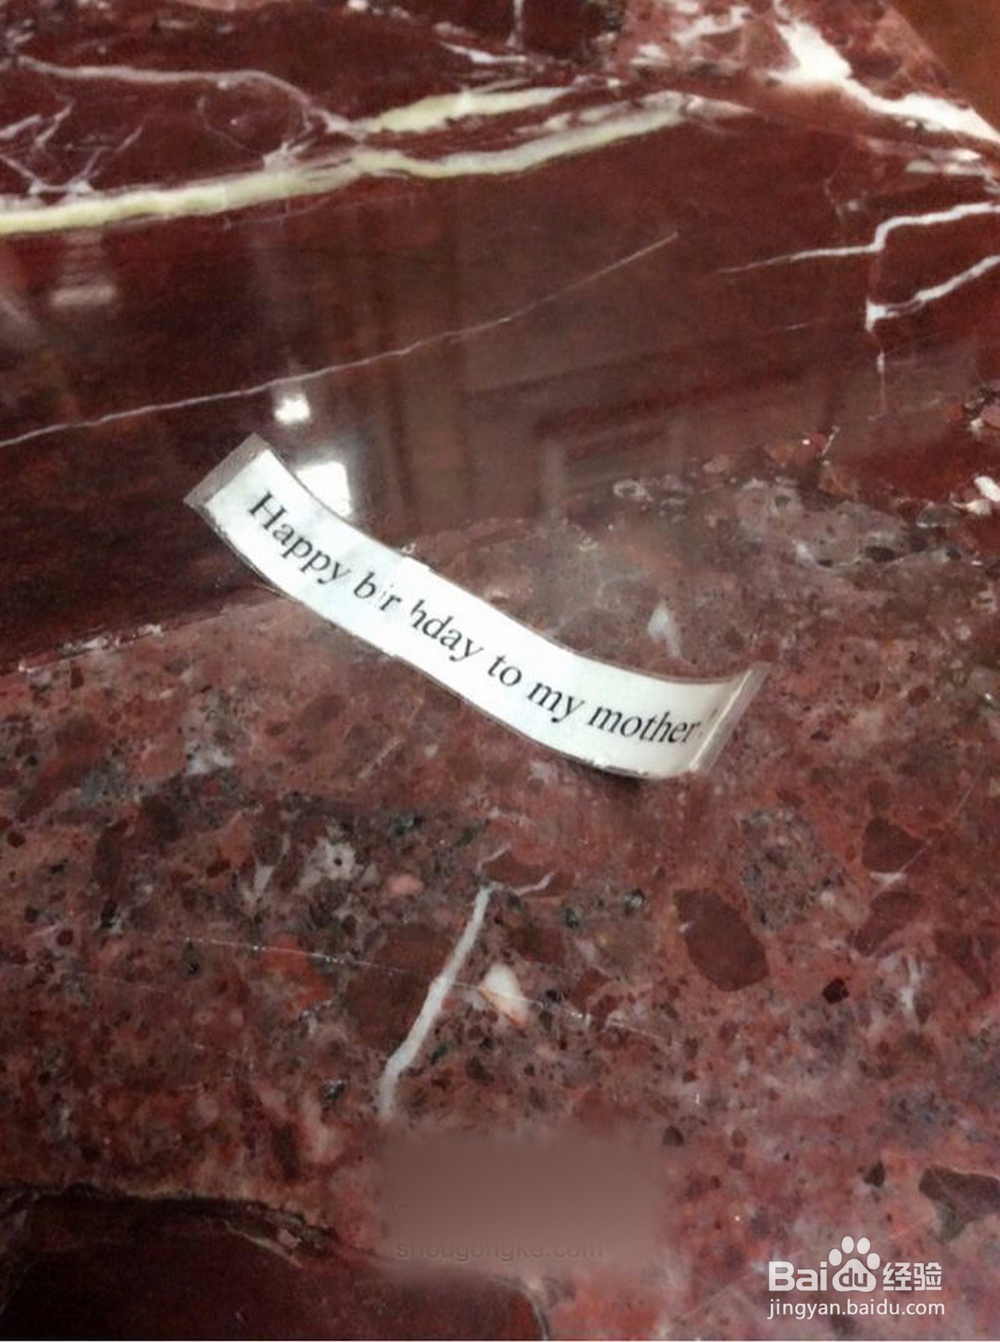 Happy bir hday to my mother
shougongke.com
Baidu经验
jingyan.baidu.com